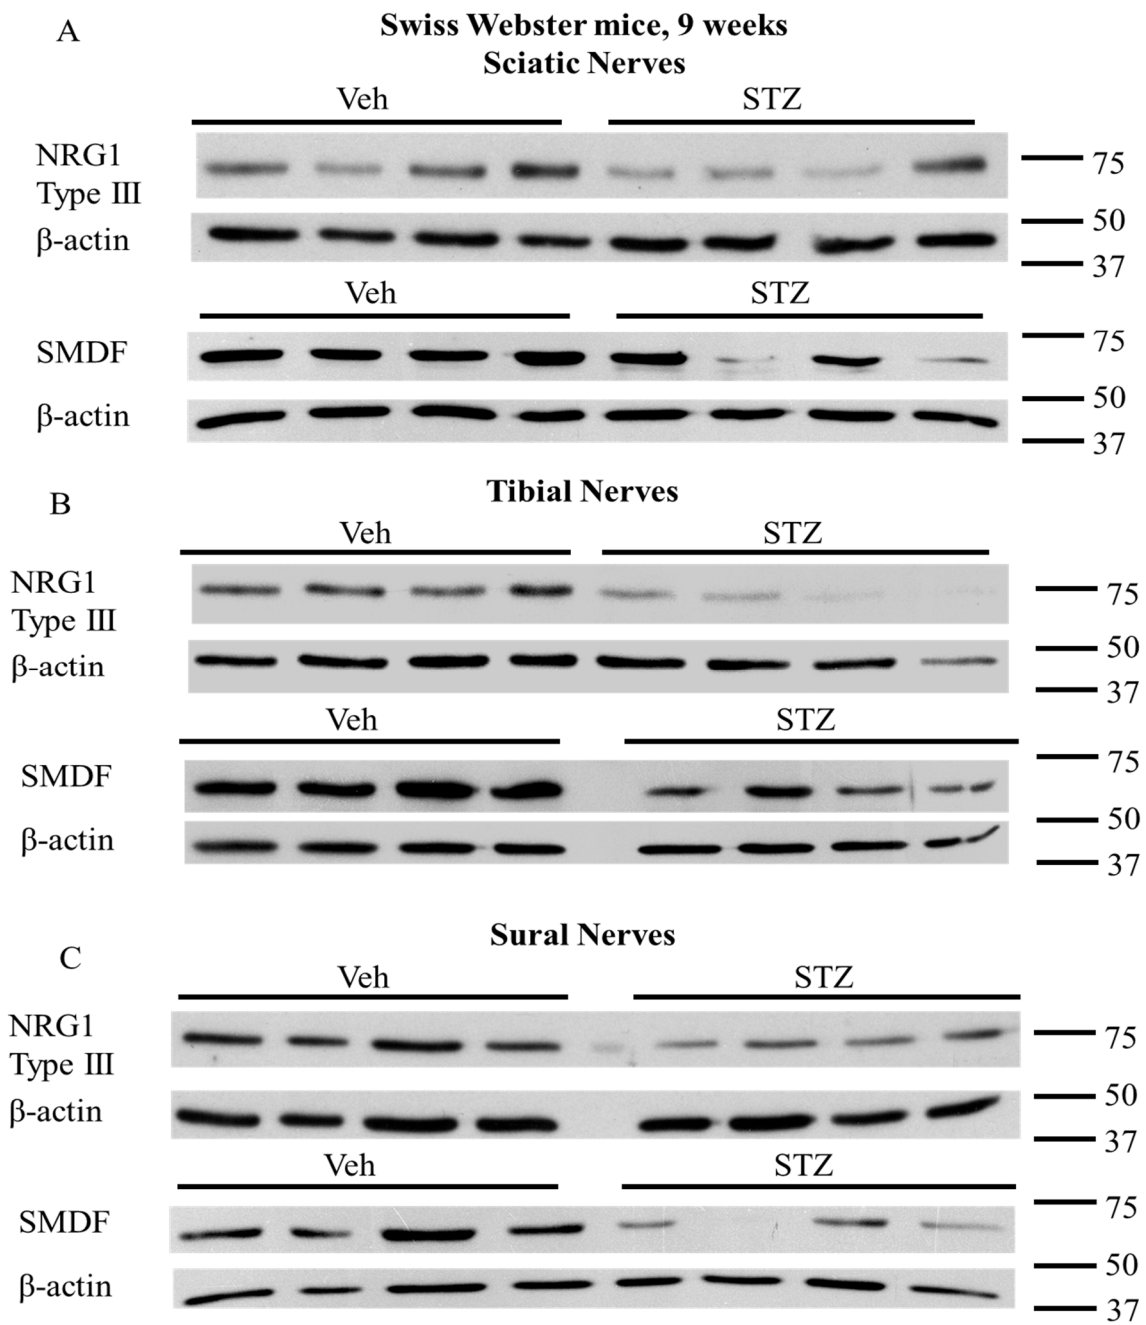 A
Swiss Webster mice, 9 weeks
Sciatic Nerves
Veh STZ
NRG1
Type III
75
β-actin
50
37
Veh STZ
SMDF
75
β-actin
50
37
B
Tibial Nerves
Veh STZ
NRG1
Type III
75
β-actin
50
37
Veh STZ
SMDF
75
β-actin
50
37
C
Sural Nerves
Veh STZ
NRG1
Type III
75
β-actin
50
37
Veh STZ
SMDF
75
β-actin
50
37